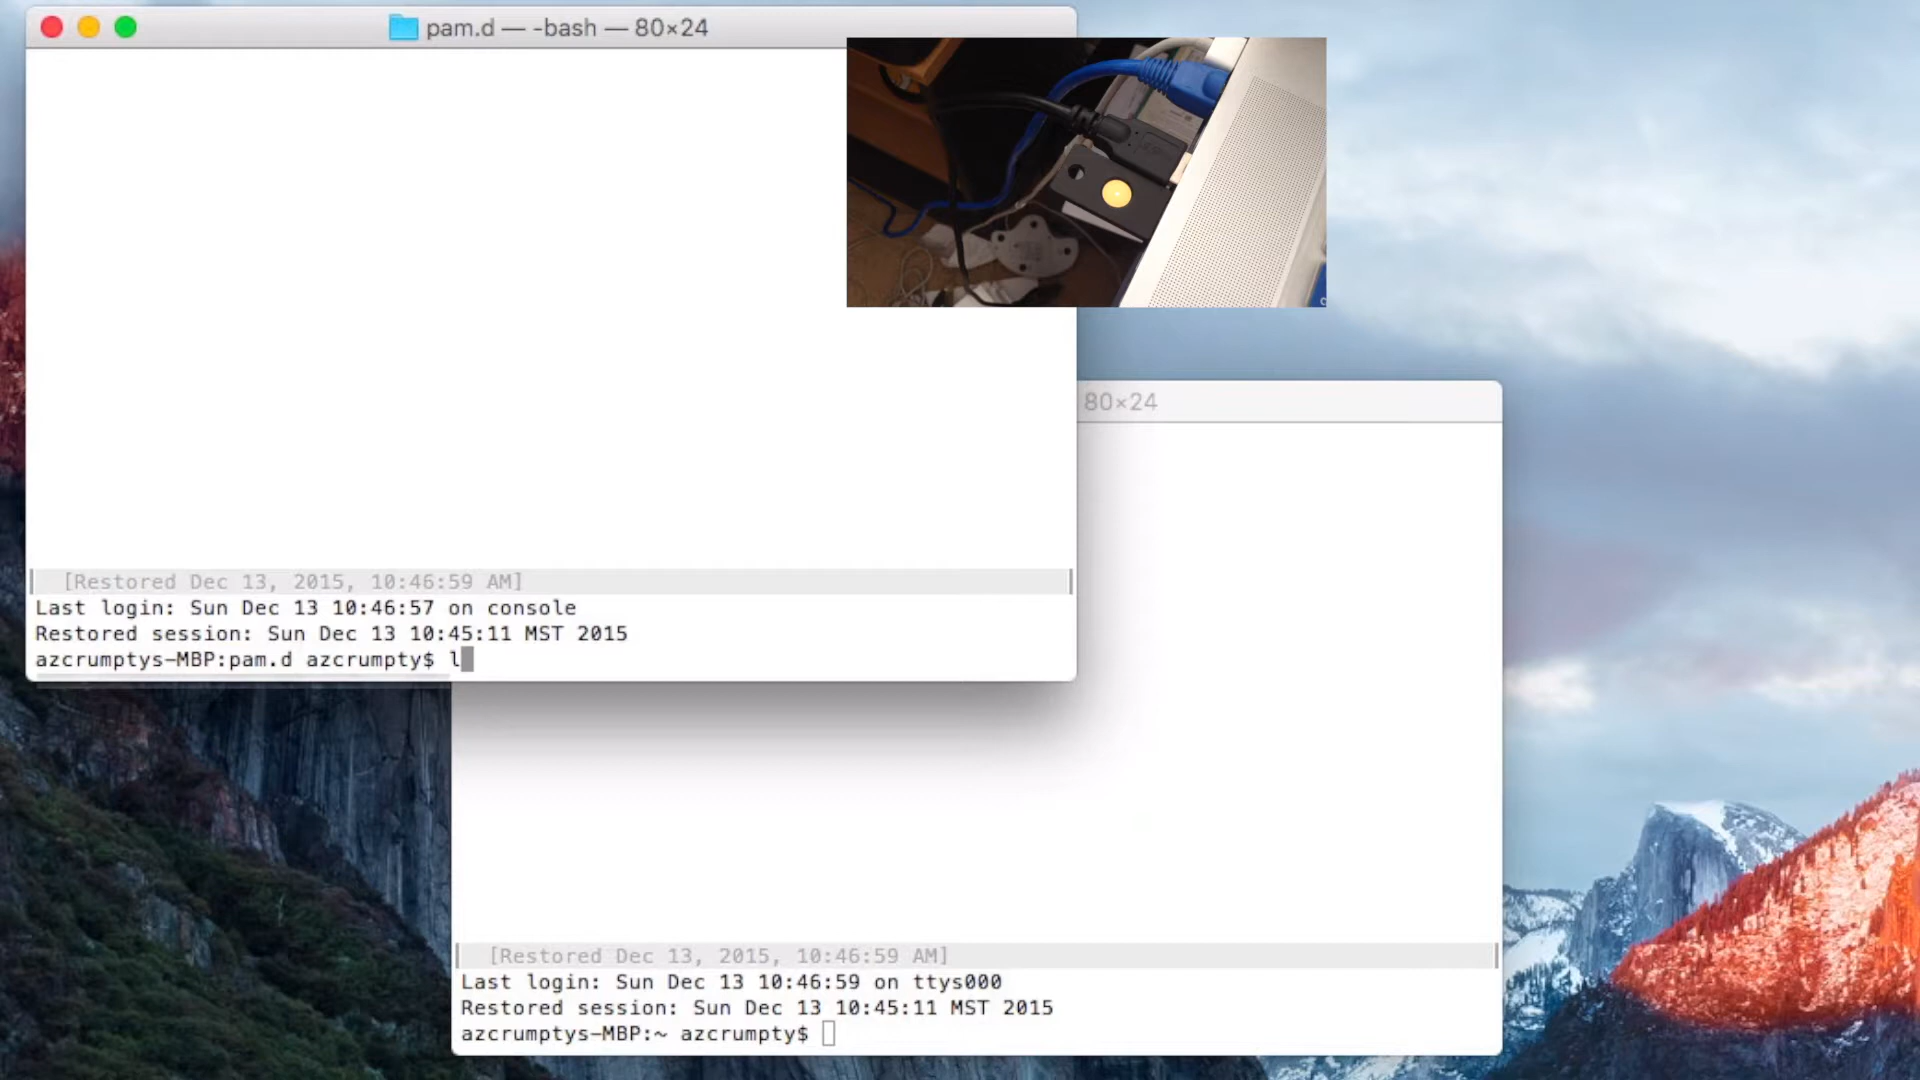 pam.d — -bash — 80×24
[Restored Dec 13, 2015, 10:46:59 AM]
Last login: Sun Dec 13 10:46:57 on console
Restored session: Sun Dec 13 10:45:11 MST 2015
azcrumptys-MBP:pam.d azcrumpty$ l
80×24
[Restored Dec 13, 2015, 10:46:59 AM]
Last login: Sun Dec 13 10:46:59 on ttys000
Restored session: Sun Dec 13 10:45:11 MST 2015
azcrumptys-MBP:~ azcrumpty$